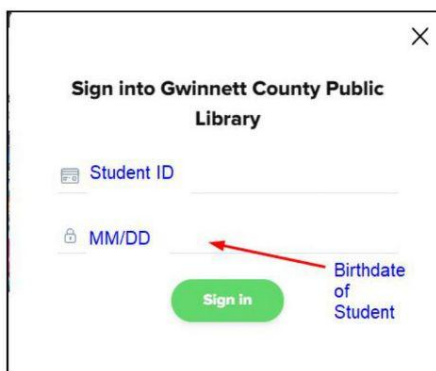 Sign into Gwinnett County Public
Library
Student ID
MM/DD
Birthdate
of
Student
Sign in